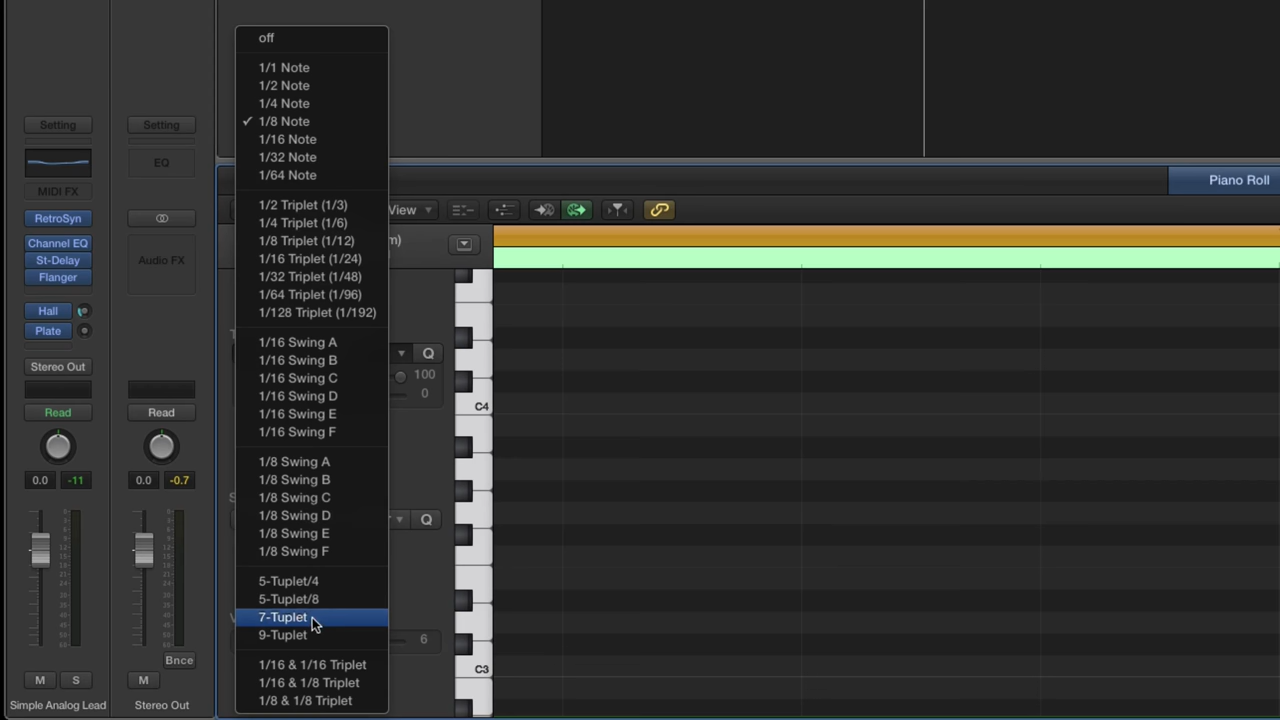 Setting
MIDI FX
RetroSyn
Channel EQ
St-Delay
Flanger
Hall
Plate
Stereo Out
Read
0.0 -11
M S
Simple Analog Lead
Setting
EQ
Audio FX
Read
0.0 -0.7
Bnce
M
Stereo Out
off
1/1 Note
1/2 Note
1/4 Note
✓ 1/8 Note
1/16 Note
1/32 Note
1/64 Note
1/2 Triplet (1/3)
1/4 Triplet (1/6)
1/8 Triplet (1/12)
1/16 Triplet (1/24)
1/32 Triplet (1/48)
1/64 Triplet (1/96)
1/128 Triplet (1/192)
1/16 Swing A
1/16 Swing B
1/16 Swing C
1/16 Swing D
1/16 Swing E
1/16 Swing F
1/8 Swing A
1/8 Swing B
1/8 Swing C
1/8 Swing D
1/8 Swing E
1/8 Swing F
5-Tuplet/4
5-Tuplet/8
7-Tuplet
9-Tuplet
1/16 & 1/16 Triplet
1/16 & 1/8 Triplet
1/8 & 1/8 Triplet
Piano Roll
View
Q
100
0
Q
6
C4
C3